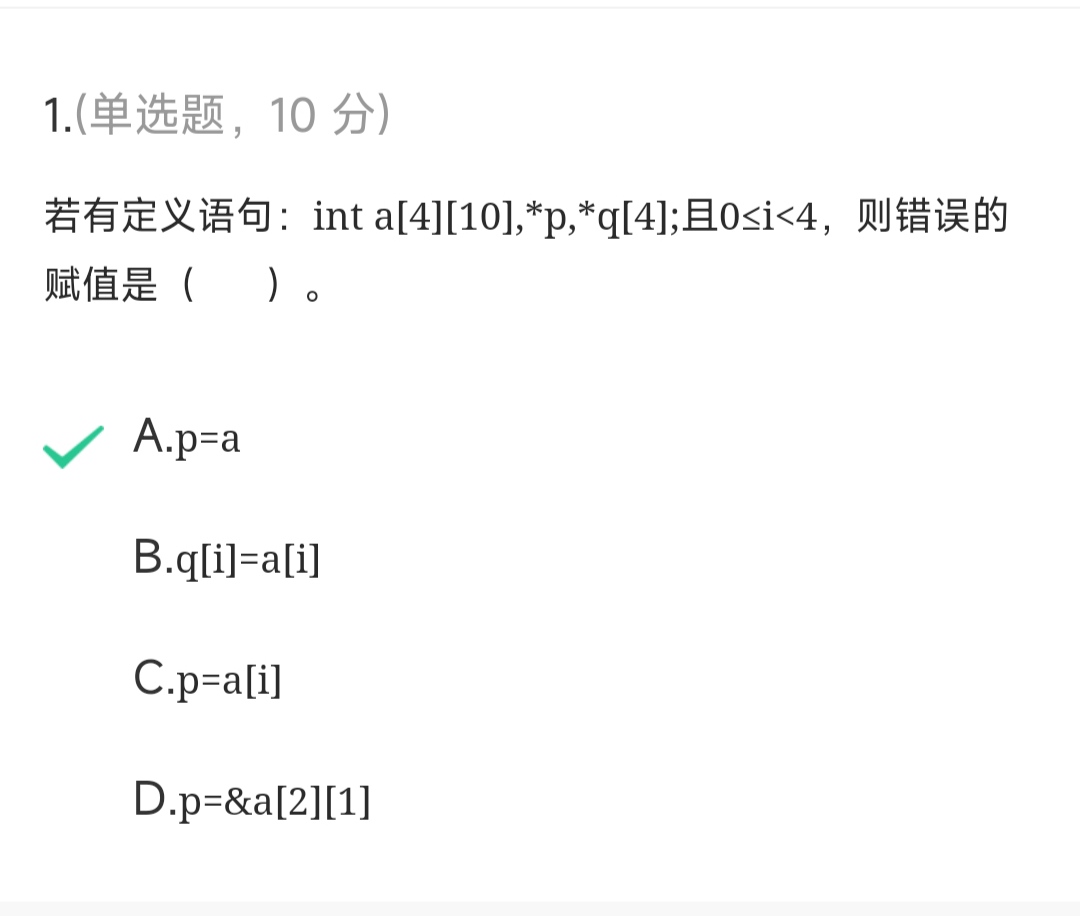 1.(单选题，10 分)
若有定义语句：int a[4][10],*p,*q[4];且0≤i<4，则错误的
赋值是（　　）。
A.p=a
B.q[i]=a[i]
C.p=a[i]
D.p=&a[2][1]